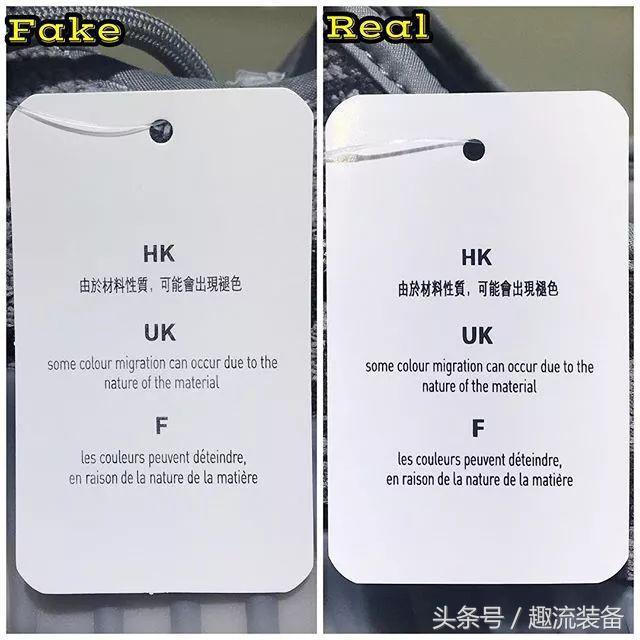 Fake
HK
由於材料性質，可能會出現褪色
UK
some colour migration can occur due to the
nature of the material
F
les couleurs peuvent déteindre,
en raison de la nature de la matière
Real
HK
由於材料性質，可能會出現褪色
UK
some colour migration can occur due to the
nature of the material
F
les couleurs peuvent déteindre,
en raison de la nature de la matière
头条号 / 趣流装备